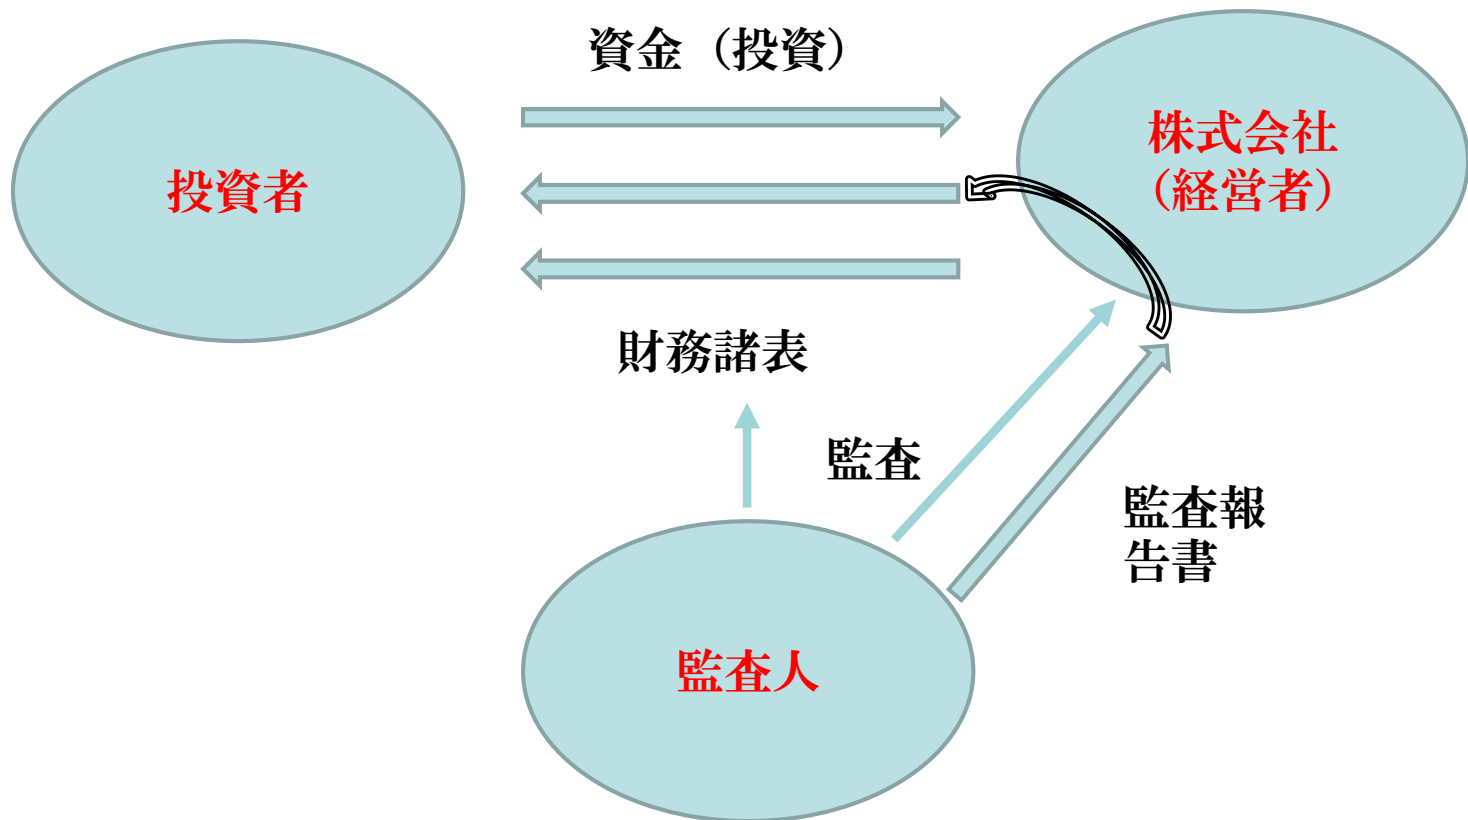 資金（投資）
投資者
株式会社
（経営者）
財務諸表
監査
監査報
告書
監査人